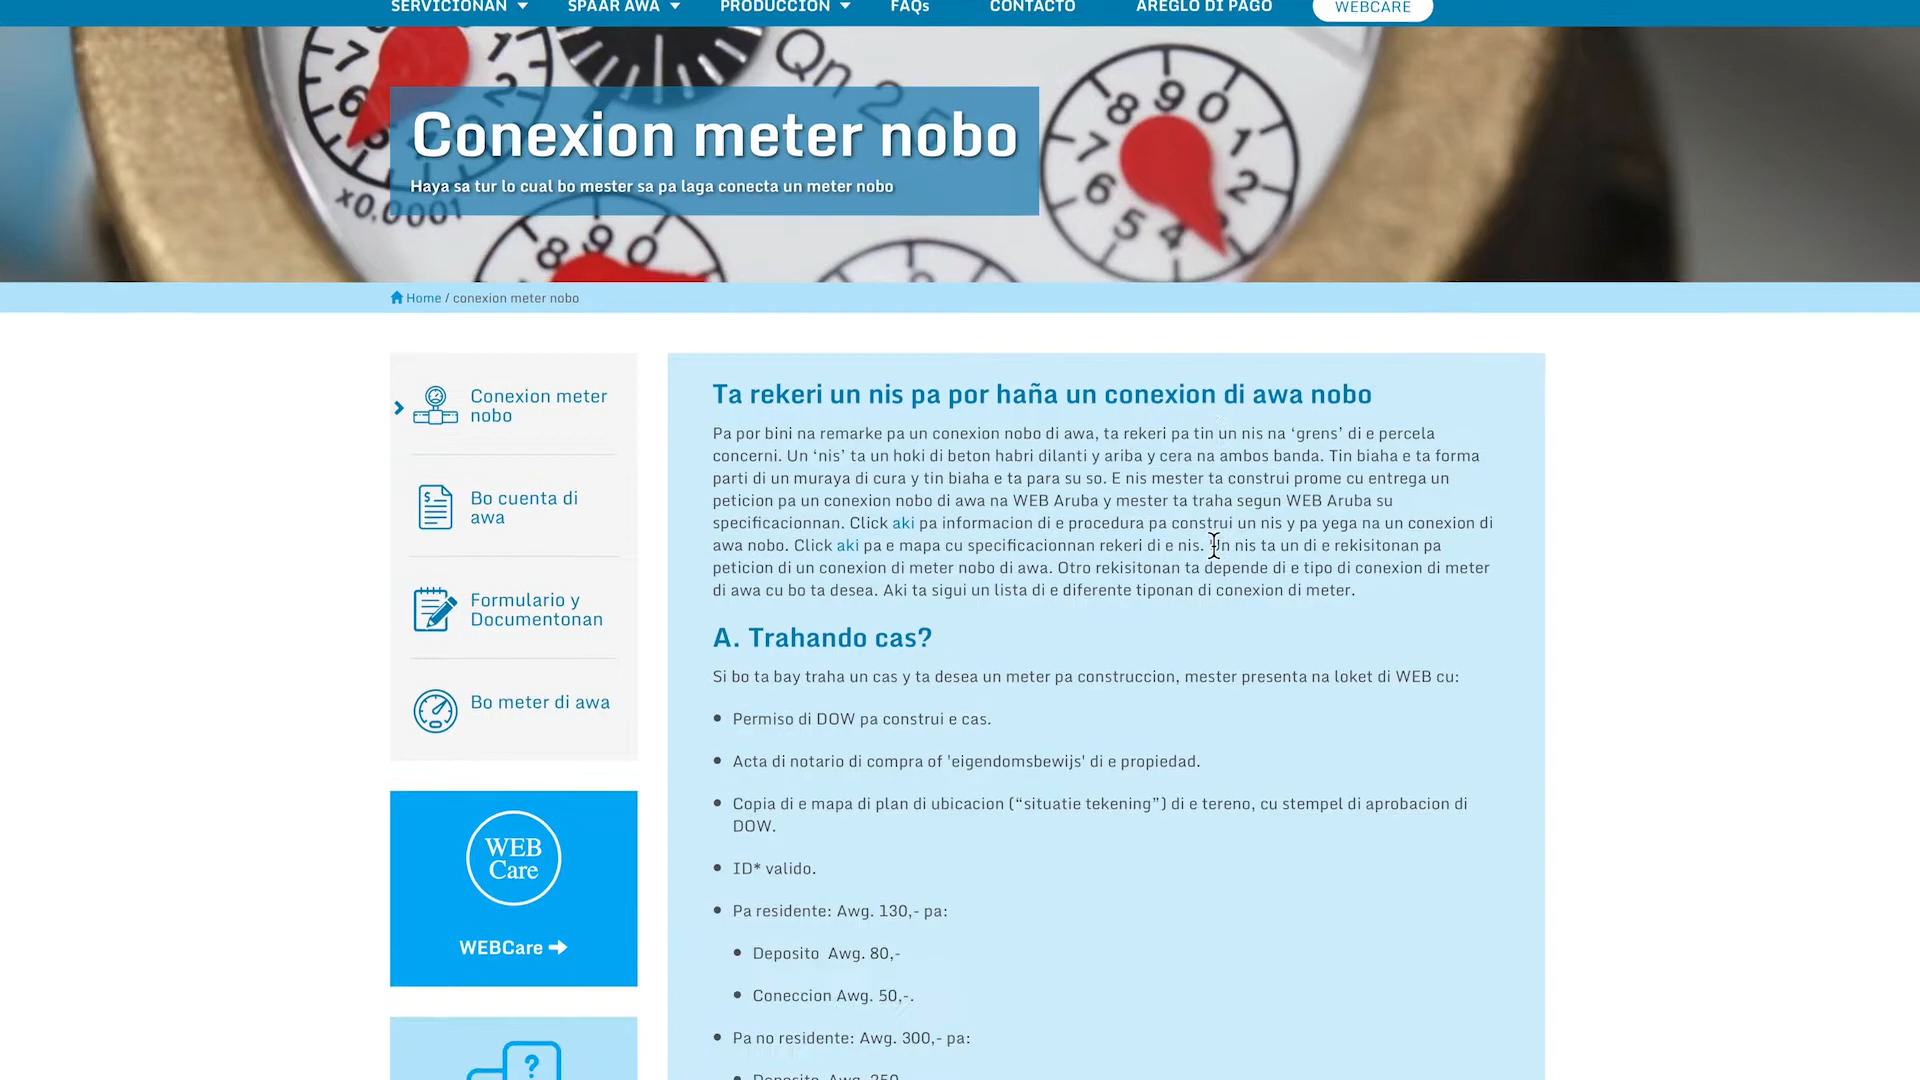 SERVICIONAN
SPAAR AWA
PRODUCCION
FAQs
CONTACTO
AREGLO DI PAGO
WEBCARE
Qn 2
x0.0001
Conexion meter nobo
Haya sa tur lo cual bo mester sa pa laga conecta un meter nobo
Home / conexion meter nobo
Conexion meter
nobo
Bo cuenta di
awa
Formulario y
Documentonan
Bo meter di awa
WEB
Care
WEBCare
Ta rekeri un nis pa por haña un conexion di awa nobo
Pa por bini na remarke pa un conexion nobo di awa, ta rekeri pa tin un nis na ‘grens’ di e percela
concerni. Un ‘nis’ ta un hoki di beton habri dilanti y ariba y cera na ambos banda. Tin biaha e ta forma
parti di un muraya di cura y tin biaha e ta para su so. E nis mester ta construi prome cu entrega un
peticion pa un conexion nobo di awa na WEB Aruba y mester ta traha segun WEB Aruba su
specificacionnan. Click aki pa informacion di e procedura pa construi un nis y pa yega na un conexion di
awa nobo. Click aki pa e mapa cu specificacionnan rekeri di e nis. Un nis ta un di e rekisitonan pa
peticion di un conexion di meter nobo di awa. Otro rekisitonan ta depende di e tipo di conexion di meter
di awa cu bo ta desea. Aki ta sigui un lista di e diferente tiponan di conexion di meter.
A. Trahando cas?
Si bo ta bay traha un cas y ta desea un meter pa construccion, mester presenta na loket di WEB cu:
Permiso di DOW pa construi e cas.
Acta di notario di compra of 'eigendomsbewijs' di e propiedad.
Copia di e mapa di plan di ubicacion (“situatie tekening”) di e tereno, cu stempel di aprobacion di
DOW.
ID* valido.
Pa residente: Awg. 130,- pa:
Deposito Awg. 80,-
Coneccion Awg. 50,-.
Pa no residente: Awg. 300,- pa:
Deposito Awg. 250